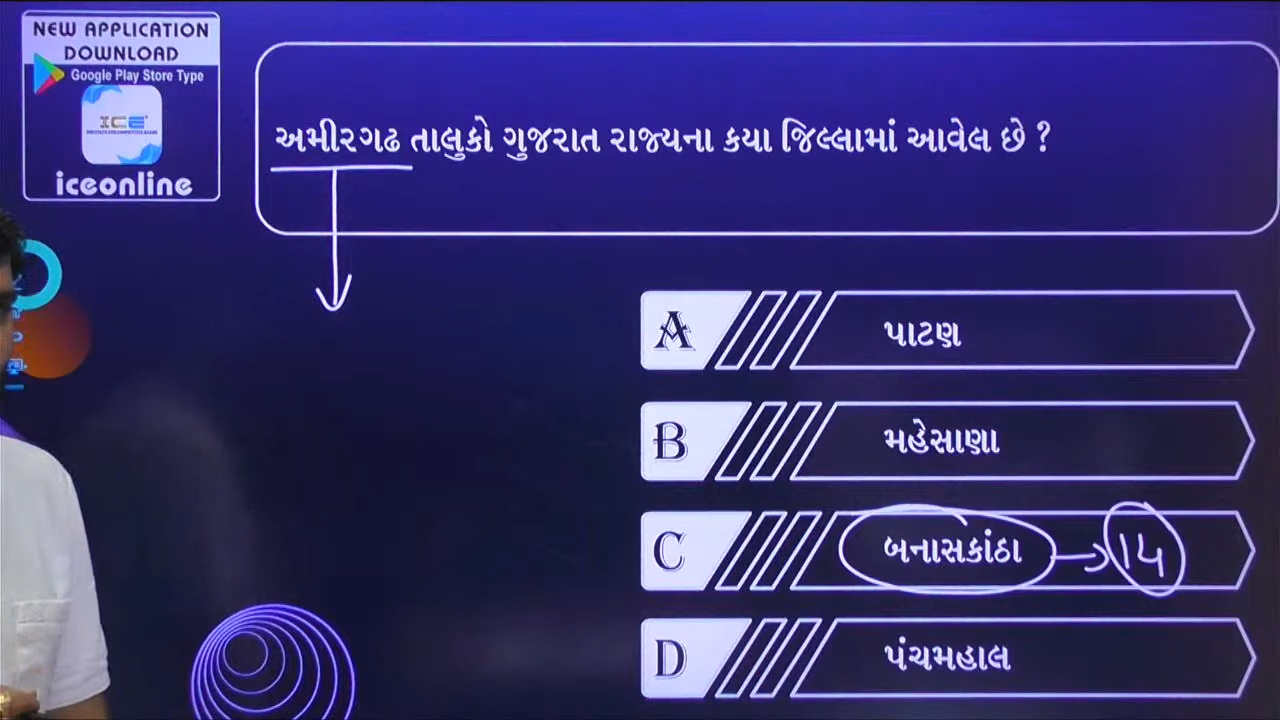 NEW APPLICATION
DOWNLOAD
Google Play Store Type
ICE
iceonline
અમીરગઢ તાલુકો ગુજરાત રાજ્યના કયા જિલ્લામાં આવેલ છે ?
A પાટણ
B મહેસાણા
C બનાસકાંઠા → 14
D પંચમહાલ